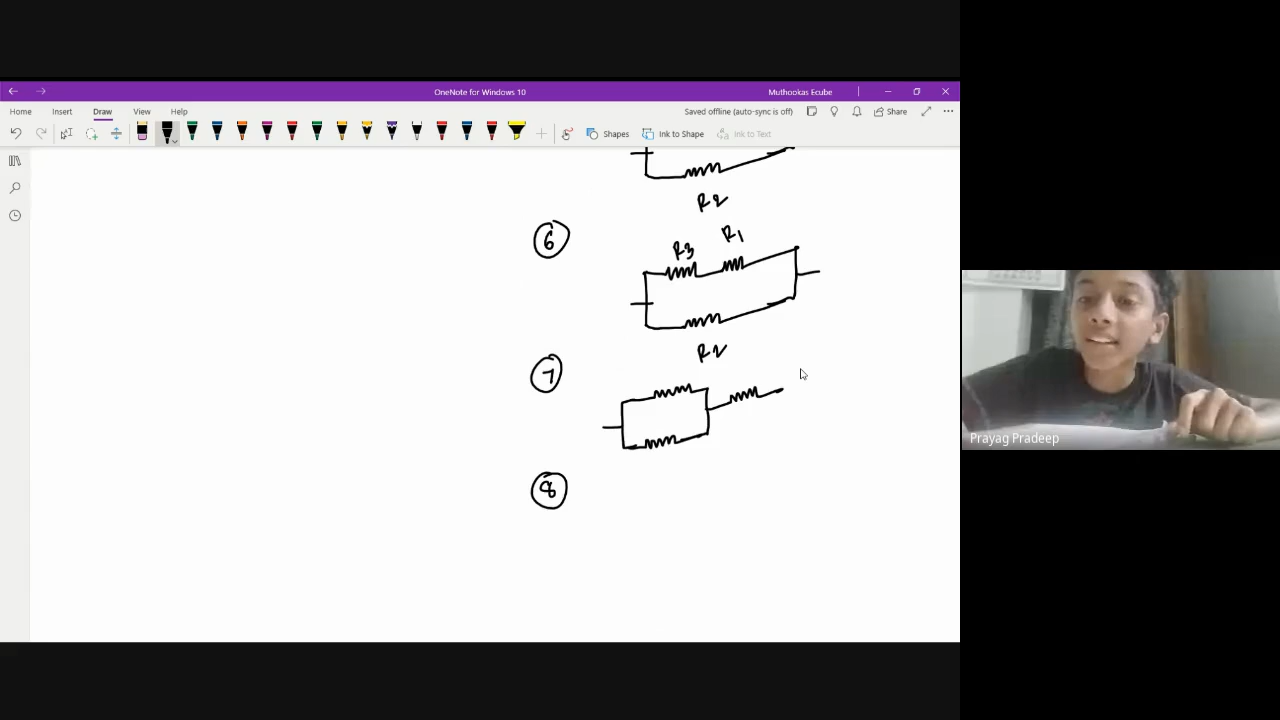 OneNote for Windows 10
Muthookas Ecube
Home Insert Draw View Help
Saved offline (auto-sync is off)
Share
Shapes
Ink to Shape
Ink to Text
R2
6
R3 R1
R2
7
8
Prayag Pradeep